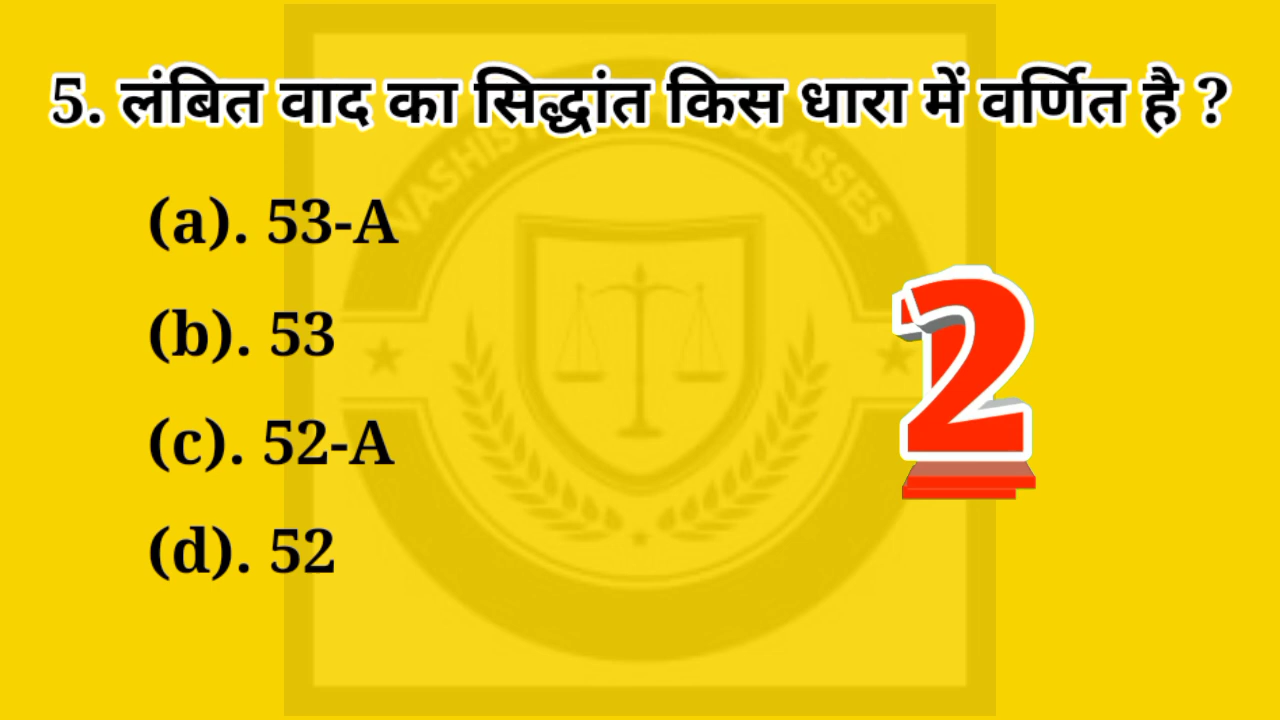 5. लंबित वाद का सिद्धांत किस धारा में वर्णित है ?
(a). 53-A
(b). 53
(c). 52-A
(d). 52
2